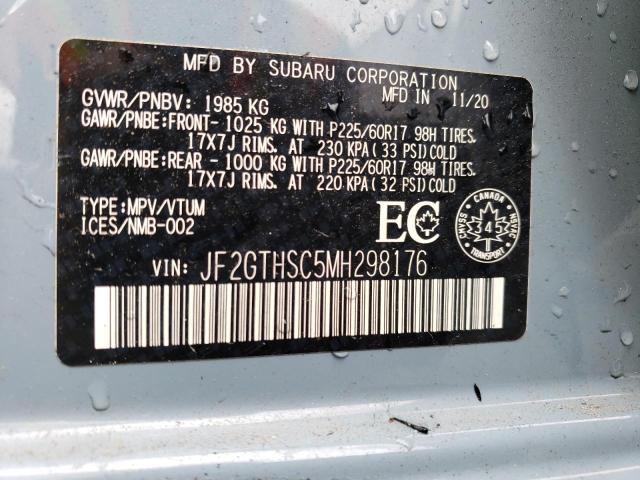 MFD BY SUBARU CORPORATION
MFD IN 11/20
GVWR/PNBV: 1985 KG
GAWR/PNBE:FRONT- 1025 KG WITH P225/60R17 98H TIRES.
17X7J RIMS. AT 230 KPA (33 PSI) COLD
GAWR/PNBE:REAR - 1000 KG WITH P225/60R17 98H TIRES.
17X7J RIMS. AT 220 KPA (32 PSI) COLD
TYPE:MPV/VTUM
ICES/NMB-002
EC
CANADA
SVASNC
345
NSVAC
VIN: JF2GTHSC5MH298176